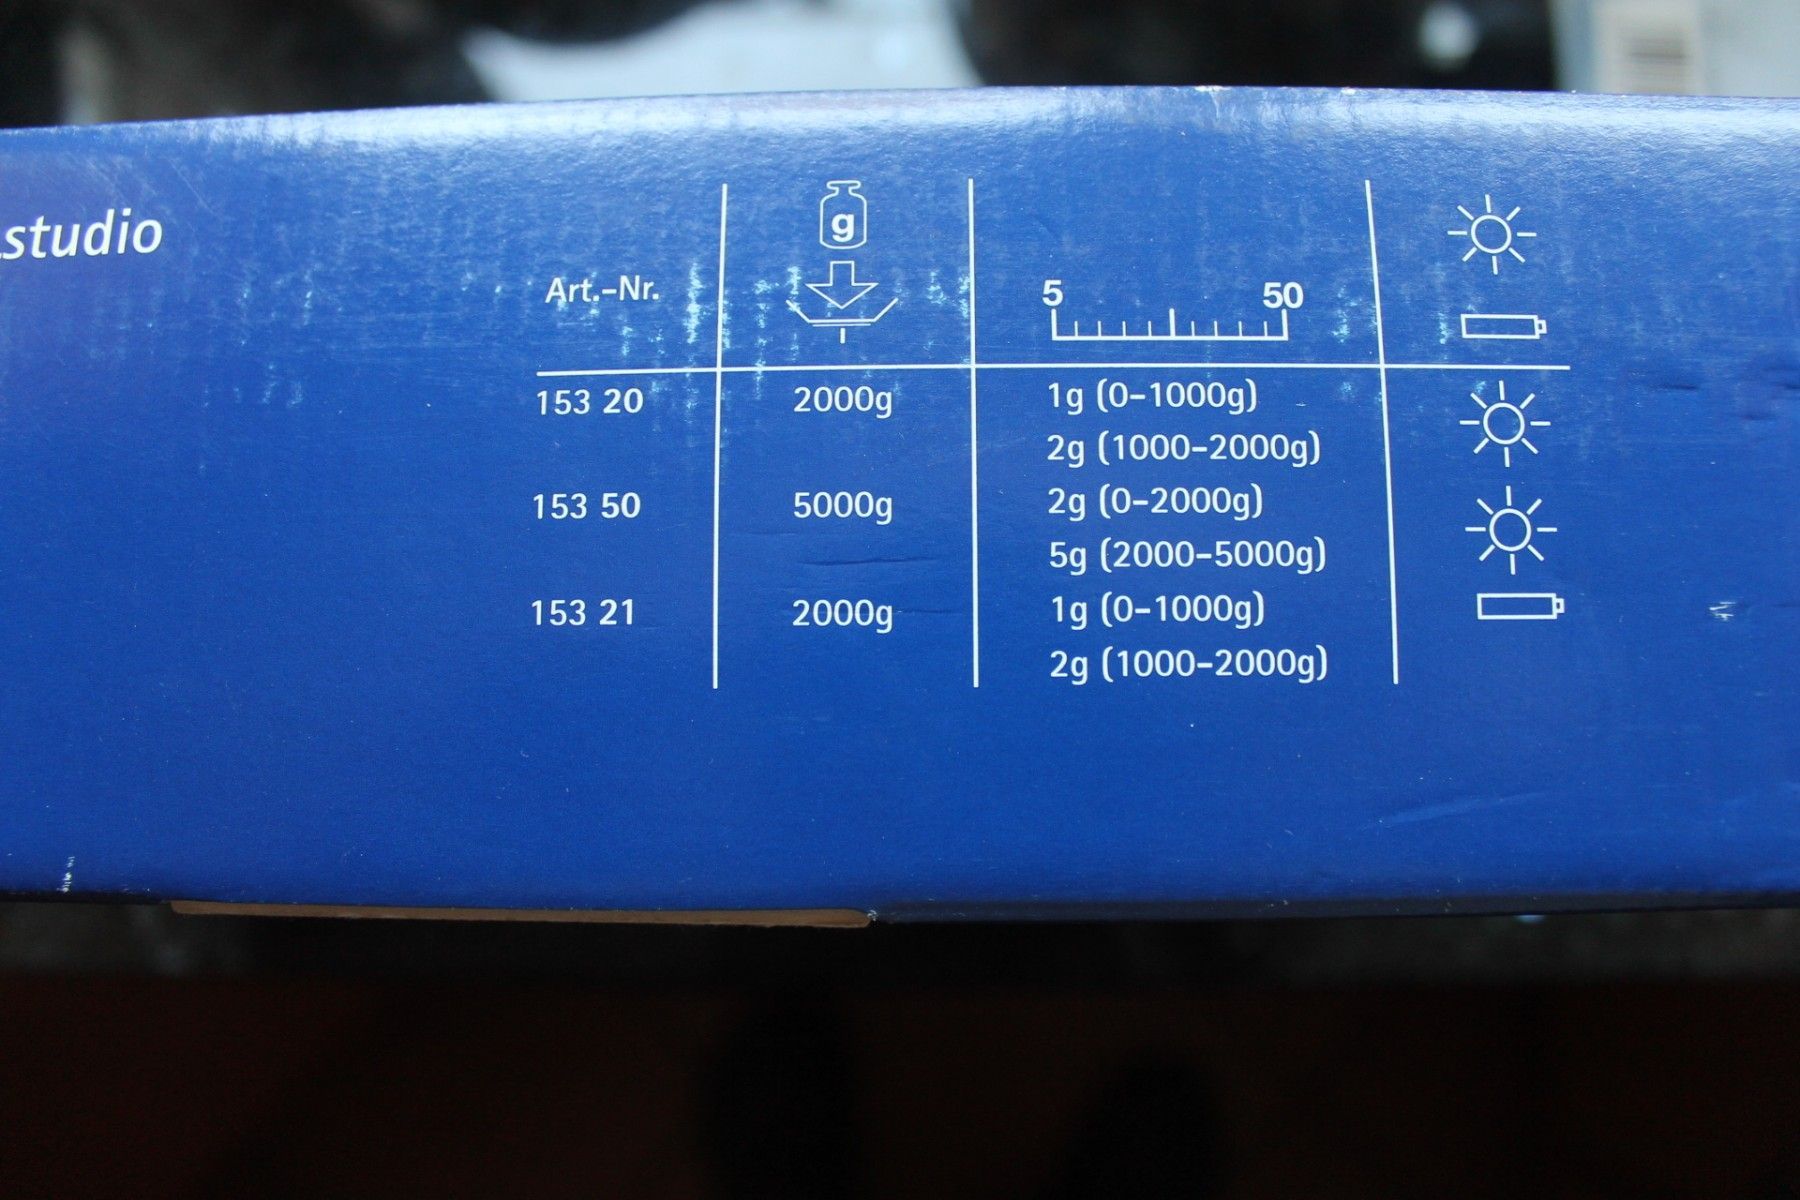 studio
g
Art.-Nr.
5 50
153 20 2000g 1g (0-1000g)
2g (1000-2000g)
153 50 5000g 2g (0-2000g)
5g (2000-5000g)
153 21 2000g 1g (0-1000g)
2g (1000-2000g)